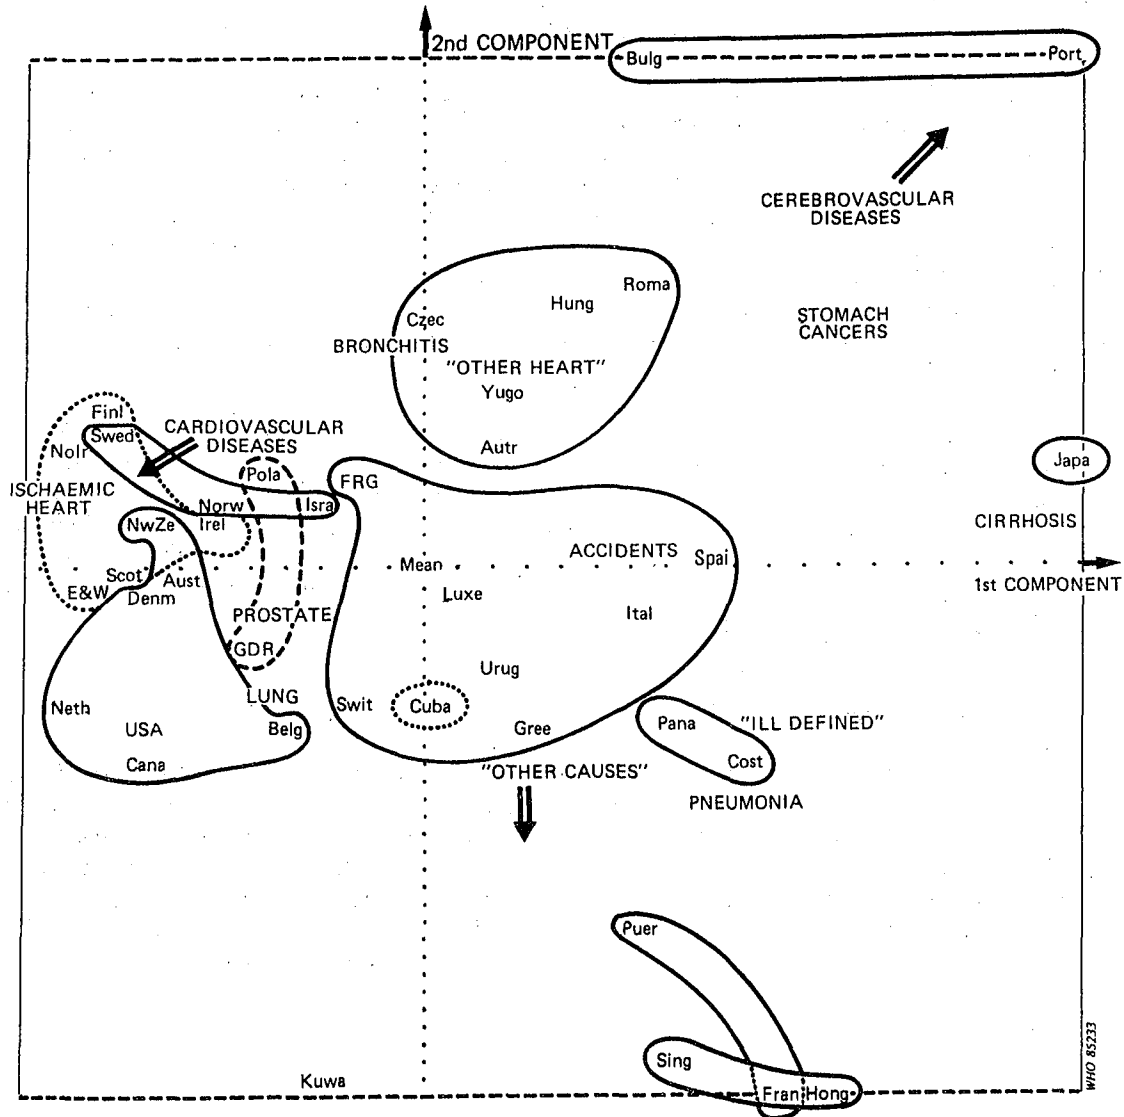 2nd COMPONENT
Bulg
Port
CEREBROVASCULAR
DISEASES
Roma
Hung
Czec
STOMACH
CANCERS
BRONCHITIS
"OTHER HEART"
Yugo
Finl
Swed
CARDIOVASCULAR
DISEASES
NoIr
Autr
Japa
Pola
FRG
ISCHAEMIC
HEART
Norw
Isra
NwZe
Irel
CIRRHOSIS
ACCIDENTS
Spai
Mean
Scot
Aust
1st COMPONENT
E&W
Denm
Luxe
PROSTATE
Ital
GDR
Urug
LUNG
Neth
Swit
Cuba
USA
Belg
Gree
Pana
"ILL DEFINED"
Cana
"OTHER CAUSES"
Cost
PNEUMONIA
Puer
Sing
Kuwa
Fran
Hong
WHO 85233